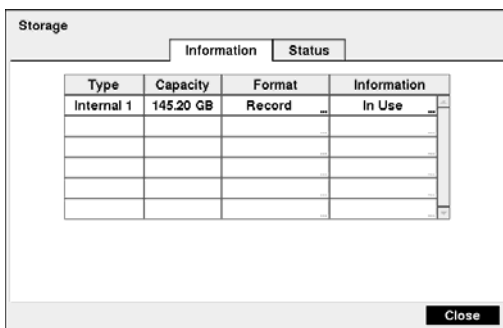 Storage
Information Status
Type Capacity Format Information
Internal 1 145.20 GB Record ... In Use ...
Close